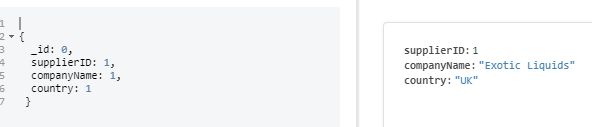 1
2 {
3 _id: 0,
4 supplierID: 1,
5 companyName: 1,
6 country: 1
7 }
supplierID: 1
companyName: "Exotic Liquids"
country: "UK"